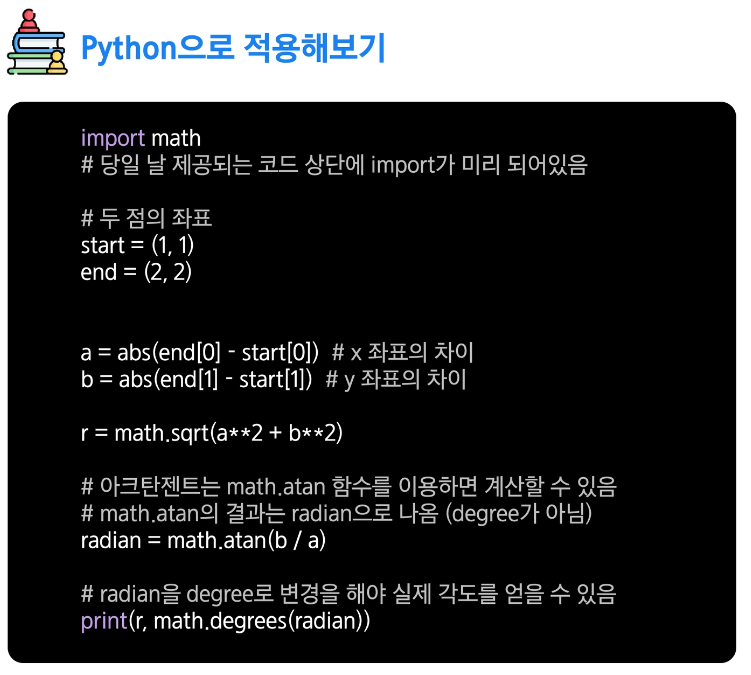 Python으로 적용해보기
import math
# 당일 날 제공되는 코드 상단에 import가 미리 되어있음
# 두 점의 좌표
start = (1, 1)
end = (2, 2)
a = abs(end[0] - start[0])  # x 좌표의 차이
b = abs(end[1] - start[1])  # y 좌표의 차이
r = math.sqrt(a**2 + b**2)
# 아크탄젠트는 math.atan 함수를 이용하면 계산할 수 있음
# math.atan의 결과는 radian으로 나옴 (degree가 아님)
radian = math.atan(b / a)
# radian을 degree로 변경을 해야 실제 각도를 얻을 수 있음
print(r, math.degrees(radian))